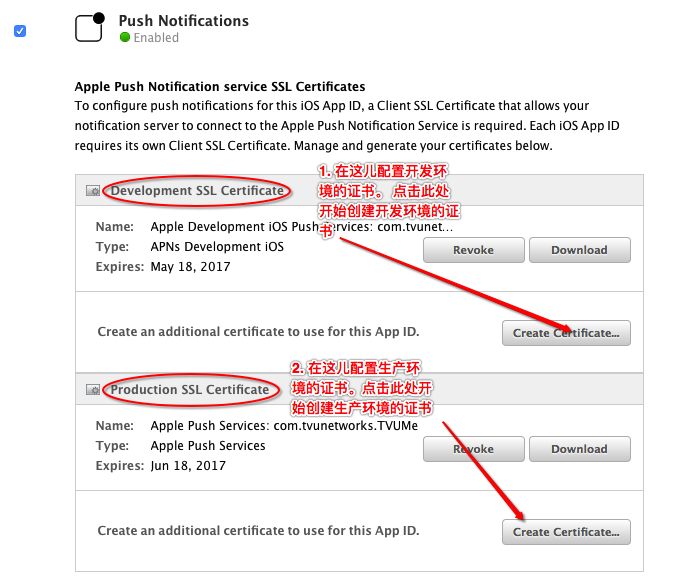 Push Notifications
Enabled
Apple Push Notification service SSL Certificates
To configure push notifications for this iOS App ID, a Client SSL Certificate that allows your
notification server to connect to the Apple Push Notification Service is required. Each iOS App ID
requires its own Client SSL Certificate. Manage and generate your certificates below.
1. 在这儿配置开发环
境的证书。 点击此处
开始创建开发环境的证
书
Development SSL Certificate
Name: Apple Development iOS Push Services: com.tvunet...
Type: APNs Development iOS
Expires: May 18, 2017
Revoke
Download
Create an additional certificate to use for this App ID.
Create Certificate...
2. 在这儿配置生产环
境的证书。点击此处开
始创建生产环境的证书
Production SSL Certificate
Name: Apple Push Services: com.tvunetworks.TVUMe
Type: Apple Push Services
Expires: Jun 18, 2017
Revoke
Download
Create an additional certificate to use for this App ID.
Create Certificate...